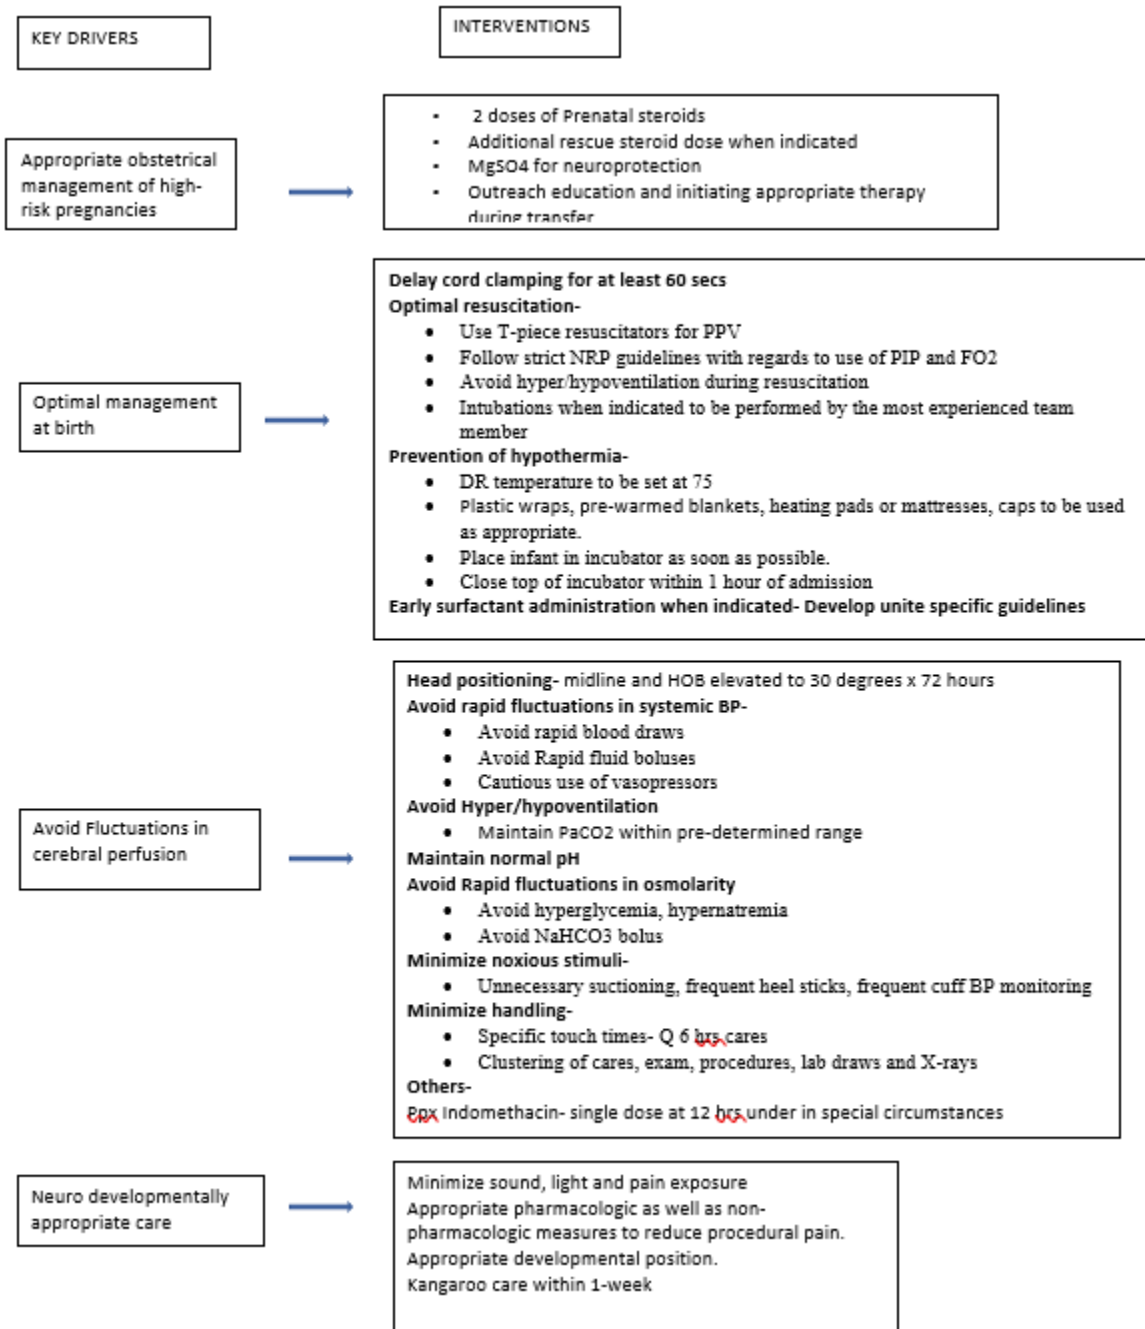 KEY DRIVERS
INTERVENTIONS
Appropriate obstetrical
management of high-
risk pregnancies
- 2 doses of Prenatal steroids
- Additional rescue steroid dose when indicated
- MgSO4 for neuroprotection
- Outreach education and initiating appropriate therapy
during transfer
Optimal management
at birth
Delay cord clamping for at least 60 secs
Optimal resuscitation-
• Use T-piece resuscitators for PPV
• Follow strict NRP guidelines with regards to use of PIP and FO2
• Avoid hyper/hypoventilation during resuscitation
• Intubations when indicated to be performed by the most experienced team
member
Prevention of hypothermia-
• DR temperature to be set at 75
• Plastic wraps, pre-warmed blankets, heating pads or mattresses, caps to be used
as appropriate.
• Place infant in incubator as soon as possible.
• Close top of incubator within 1 hour of admission
Early surfactant administration when indicated- Develop unite specific guidelines
Avoid Fluctuations in
cerebral perfusion
Head positioning- midline and HOB elevated to 30 degrees x 72 hours
Avoid rapid fluctuations in systemic BP-
• Avoid rapid blood draws
• Avoid Rapid fluid boluses
• Cautious use of vasopressors
Avoid Hyper/hypoventilation
• Maintain PaCO2 within pre-determined range
Maintain normal pH
Avoid Rapid fluctuations in osmolarity
• Avoid hyperglycemia, hypernatremia
• Avoid NaHCO3 bolus
Minimize noxious stimuli-
• Unnecessary suctioning, frequent heel sticks, frequent cuff BP monitoring
Minimize handling-
• Specific touch times- Q 6 hrs cares
• Clustering of cares, exam, procedures, lab draws and X-rays
Others-
Ppx Indomethacin- single dose at 12 hrs under in special circumstances
Neuro developmentally
appropriate care
Minimize sound, light and pain exposure
Appropriate pharmacologic as well as non-
pharmacologic measures to reduce procedural pain.
Appropriate developmental position.
Kangaroo care within 1-week